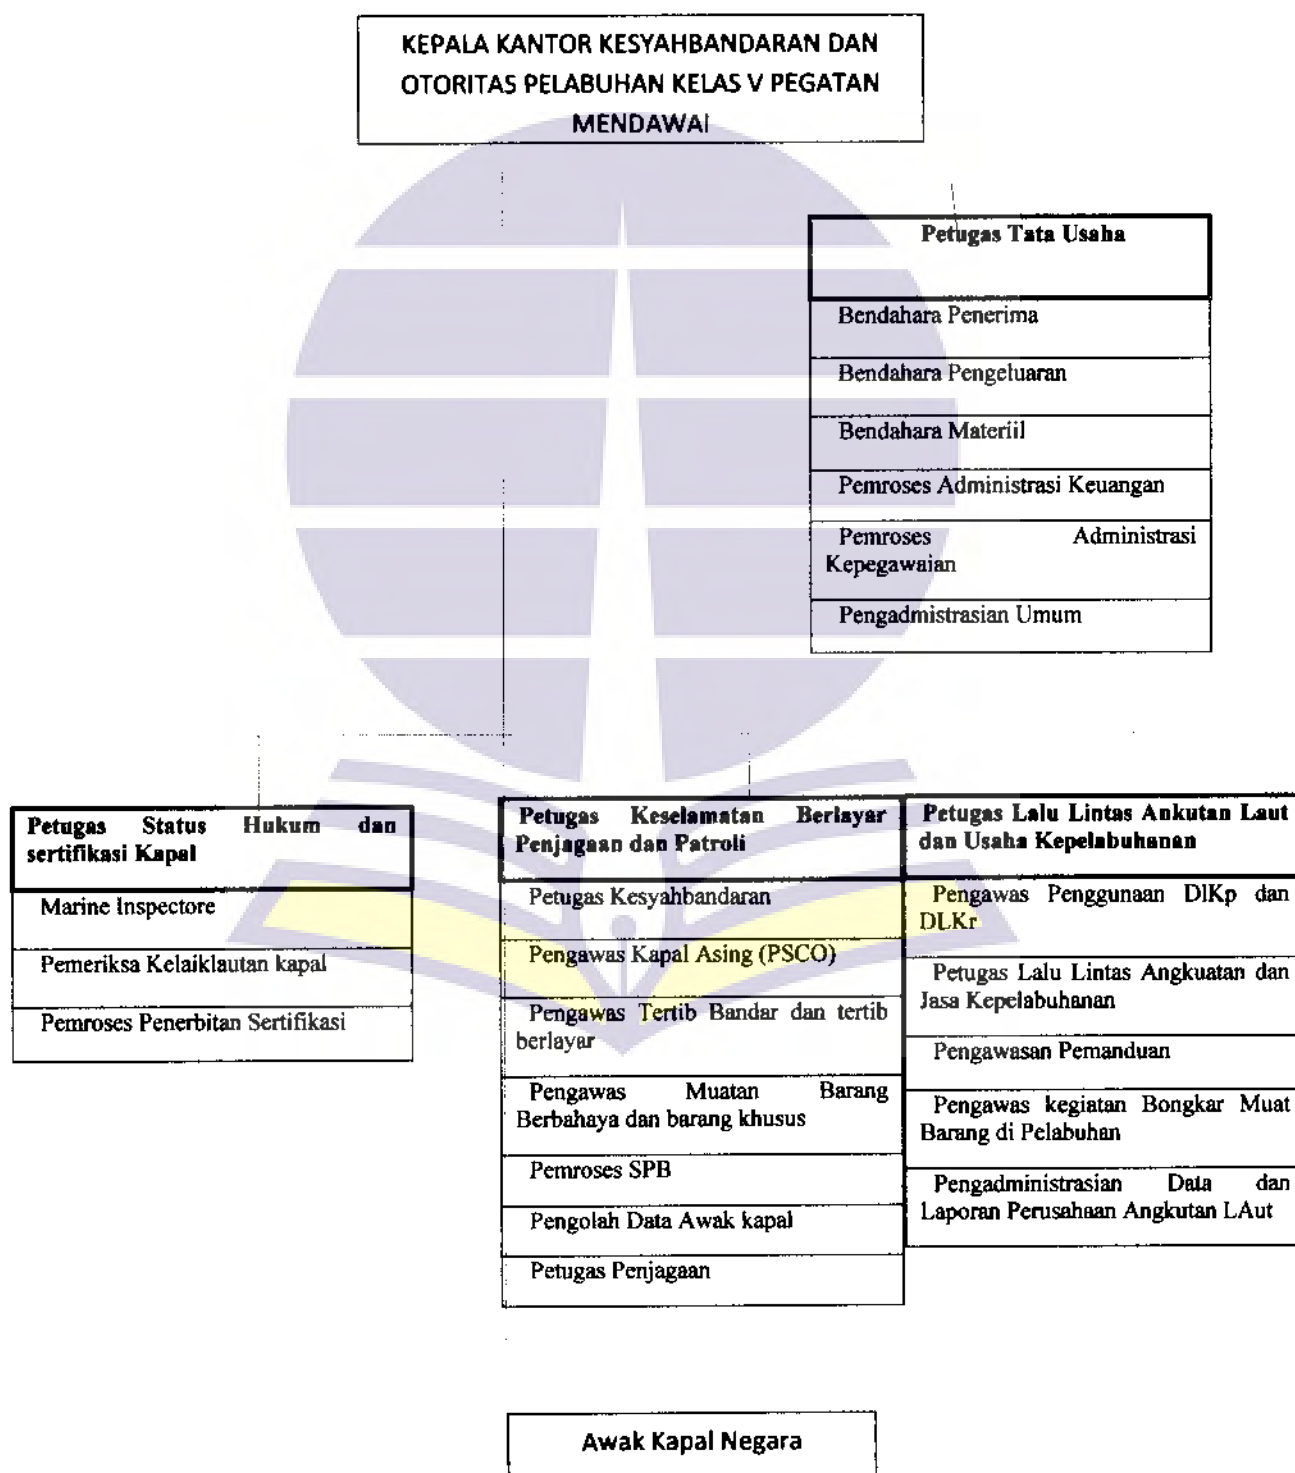 KEPALA KANTOR KESYAHBANDARAN DAN
OTORITAS PELABUHAN KELAS V PEGATAN
MENDAWAI
Petugas Tata Usaha
Bendahara Penerima
Bendahara Pengeluaran
Bendahara Materiil
Pemroses Administrasi Keuangan
Pemroses Administrasi
Kepegawaian
Pengadmistrasian Umum
Petugas Status Hukum dan
sertifikasi Kapal
Marine Inspectore
Pemeriksa Kelaiklautan kapal
Pemroses Penerbitan Sertifikasi
Petugas Keselamatan Berlayar
Penjagaan dan Patroli
Petugas Kesyahbandaran
Pengawas Kapal Asing (PSCO)
Pengawas Tertib Bandar dan tertib
berlayar
Pengawas Muatan Barang
Berbahaya dan barang khusus
Pemroses SPB
Pengolah Data Awak kapal
Petugas Penjagaan
Petugas Lalu Lintas Ankutan Laut
dan Usaha Kepelabuhanan
Pengawas Penggunaan DIKp dan
DLKr
Petugas Lalu Lintas Angkuatan dan
Jasa Kepelabuhanan
Pengawasan Pemanduan
Pengawas kegiatan Bongkar Muat
Barang di Pelabuhan
Pengadministrasian Data dan
Laporan Perusahaan Angkutan LAut
Awak Kapal Negara